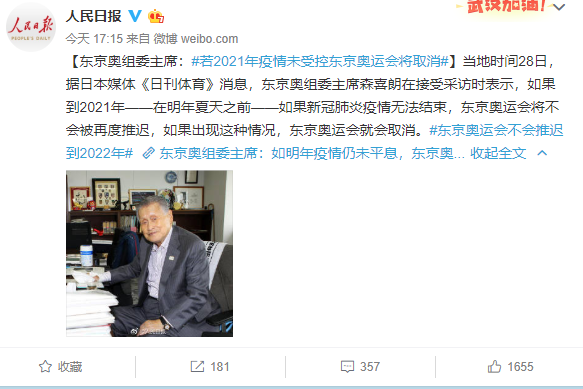 武汉加油!
人民日报
人民日报
PEOPLE'S DAILY
今天 17:15 来自 微博 weibo.com
【东京奥组委主席:#若2021年疫情未受控东京奥运会将取消#】当地时间28日,
据日本媒体《日刊体育》消息,东京奥组委主席森喜朗在接受采访时表示,如果
到2021年——在明年夏天之前——如果新冠肺炎疫情无法结束,东京奥运会将不
会被再度推迟,如果出现这种情况,东京奥运会就会取消。#东京奥运会不会推迟
到2022年# 东京奥组委主席:如明年疫情仍未平息,东京奥... 收起全文
收藏
181
357
1655